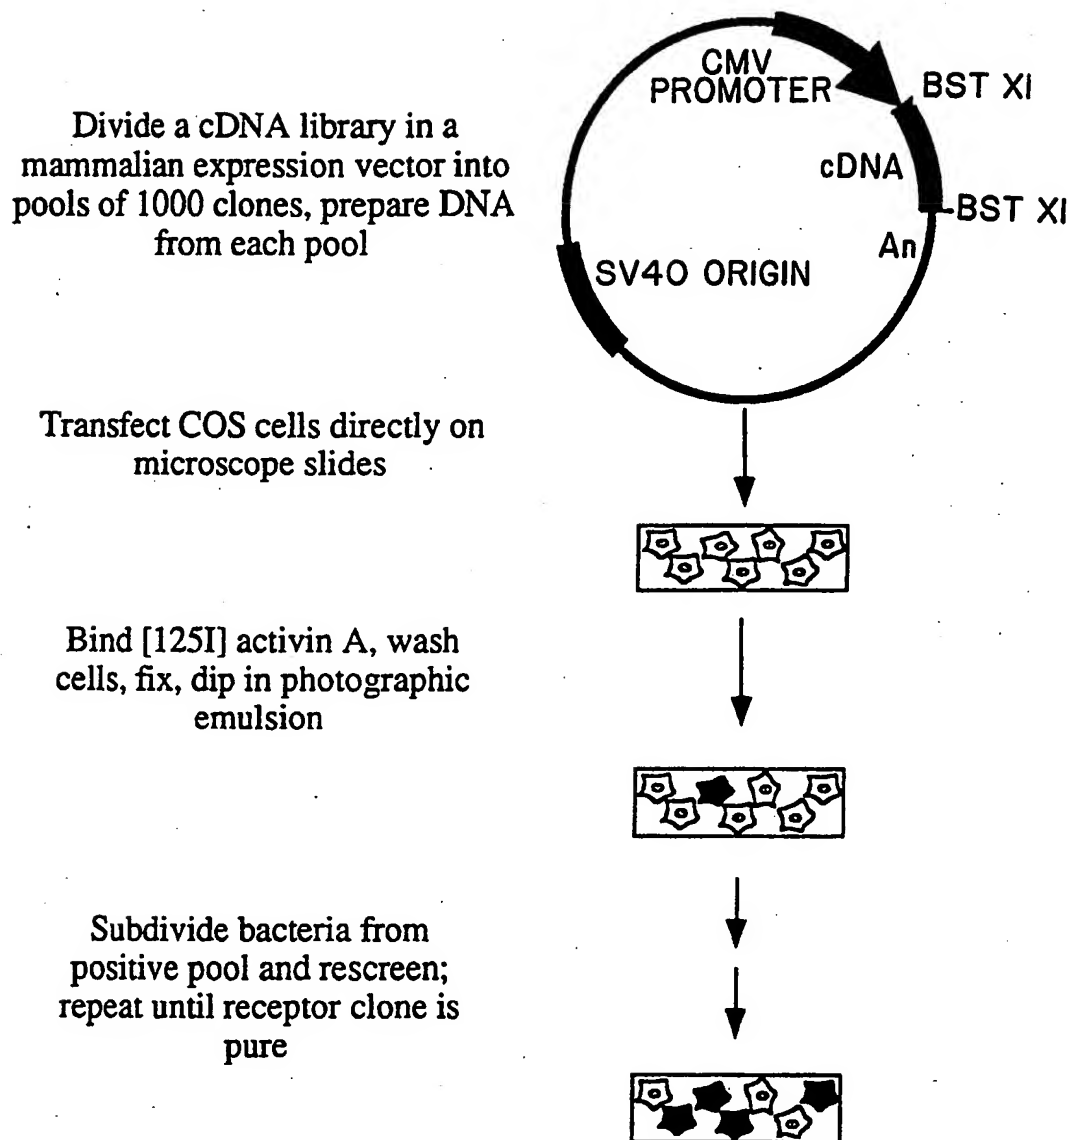 Divide a cDNA library in a
mammalian expression vector into
pools of 1000 clones, prepare DNA
from each pool
CMV
PROMOTER
BST XI
cDNA
BST XI
An
SV40 ORIGIN
Transfect COS cells directly on
microscope slides
Bind [125I] activin A, wash
cells, fix, dip in photographic
emulsion
Subdivide bacteria from
positive pool and rescreen;
repeat until receptor clone is
pure